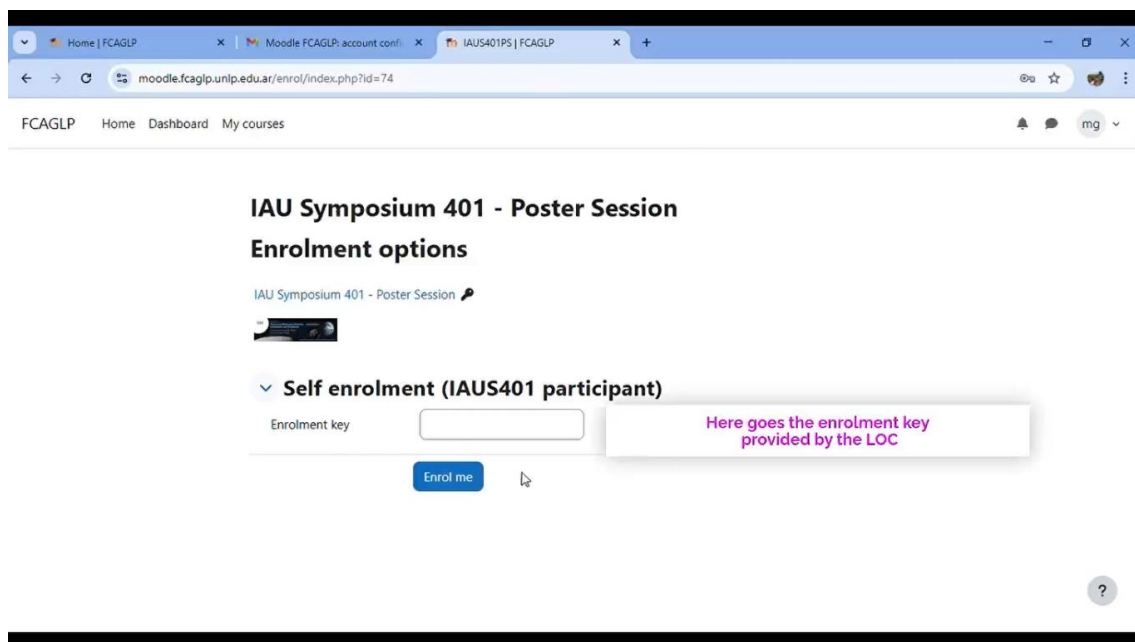 Home | FCAGLP
Moodle FCAGLP: account confi
IAUS401PS | FCAGLP
moodle.fcaglp.unlp.edu.ar/enrol/index.php?id=74
FCAGLP Home Dashboard My courses
mg
IAU Symposium 401 - Poster Session
Enrolment options
IAU Symposium 401 - Poster Session
Self enrolment (IAUS401 participant)
Enrolment key
Here goes the enrolment key
provided by the LOC
Enrol me
?